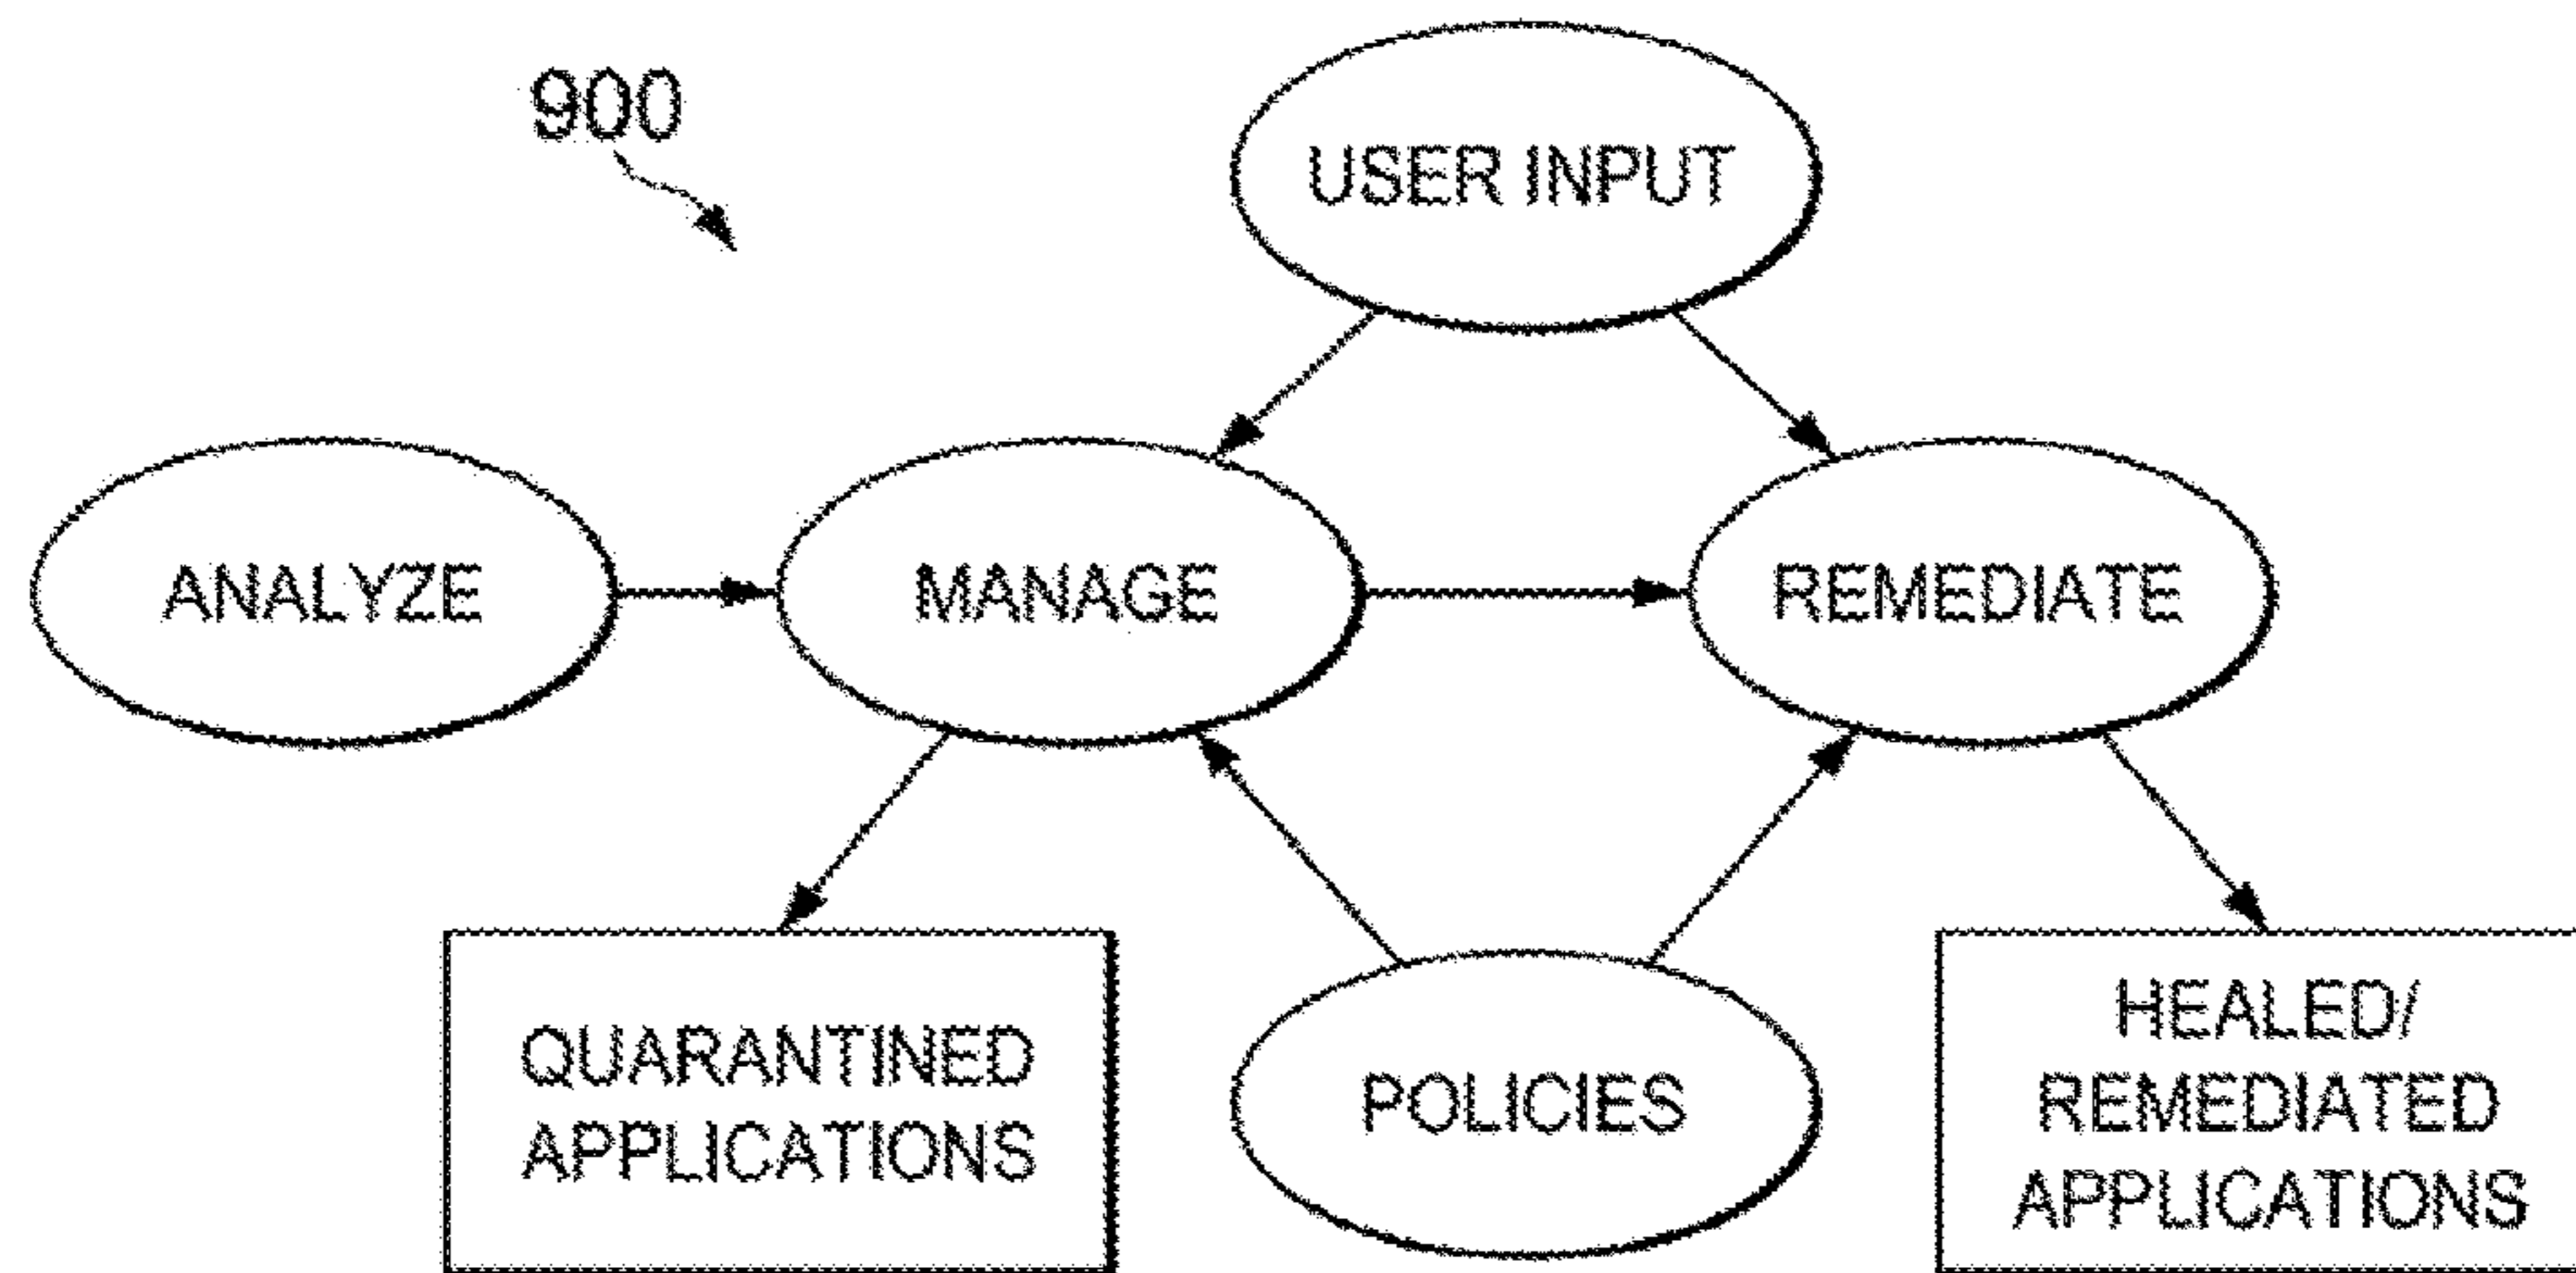 900
USER INPUT
ANALYZE
MANAGE
REMEDIATE
QUARANTINED
APPLICATIONS
POLICIES
HEALED/
REMEDIATED
APPLICATIONS